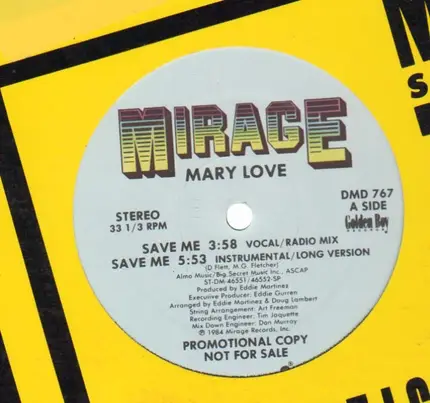 MIRAGE
MARY LOVE
STEREO
33 1/3 RPM
DMD 767
A SIDE
Golden Boy
RECORDS
SAVE ME 3:58 VOCAL/RADIO MIX
SAVE ME 5:53 INSTRUMENTAL/LONG VERSION
(D. Flett, M.G. Fletcher)
Almo Music/Big Secret Music Inc., ASCAP
ST-DM-46551/46552-SP
Produced by Eddie Martinez
Executive Producer: Eddie Gurren
Arranged by Eddie Martinez & Doug Lambert
String Arrangement: Art Freeman
Recording Engineer: Tim Jaquette
Mix Down Engineer: Don Murray
℗ 1984 Mirage Records, Inc.
PROMOTIONAL COPY
NOT FOR SALE